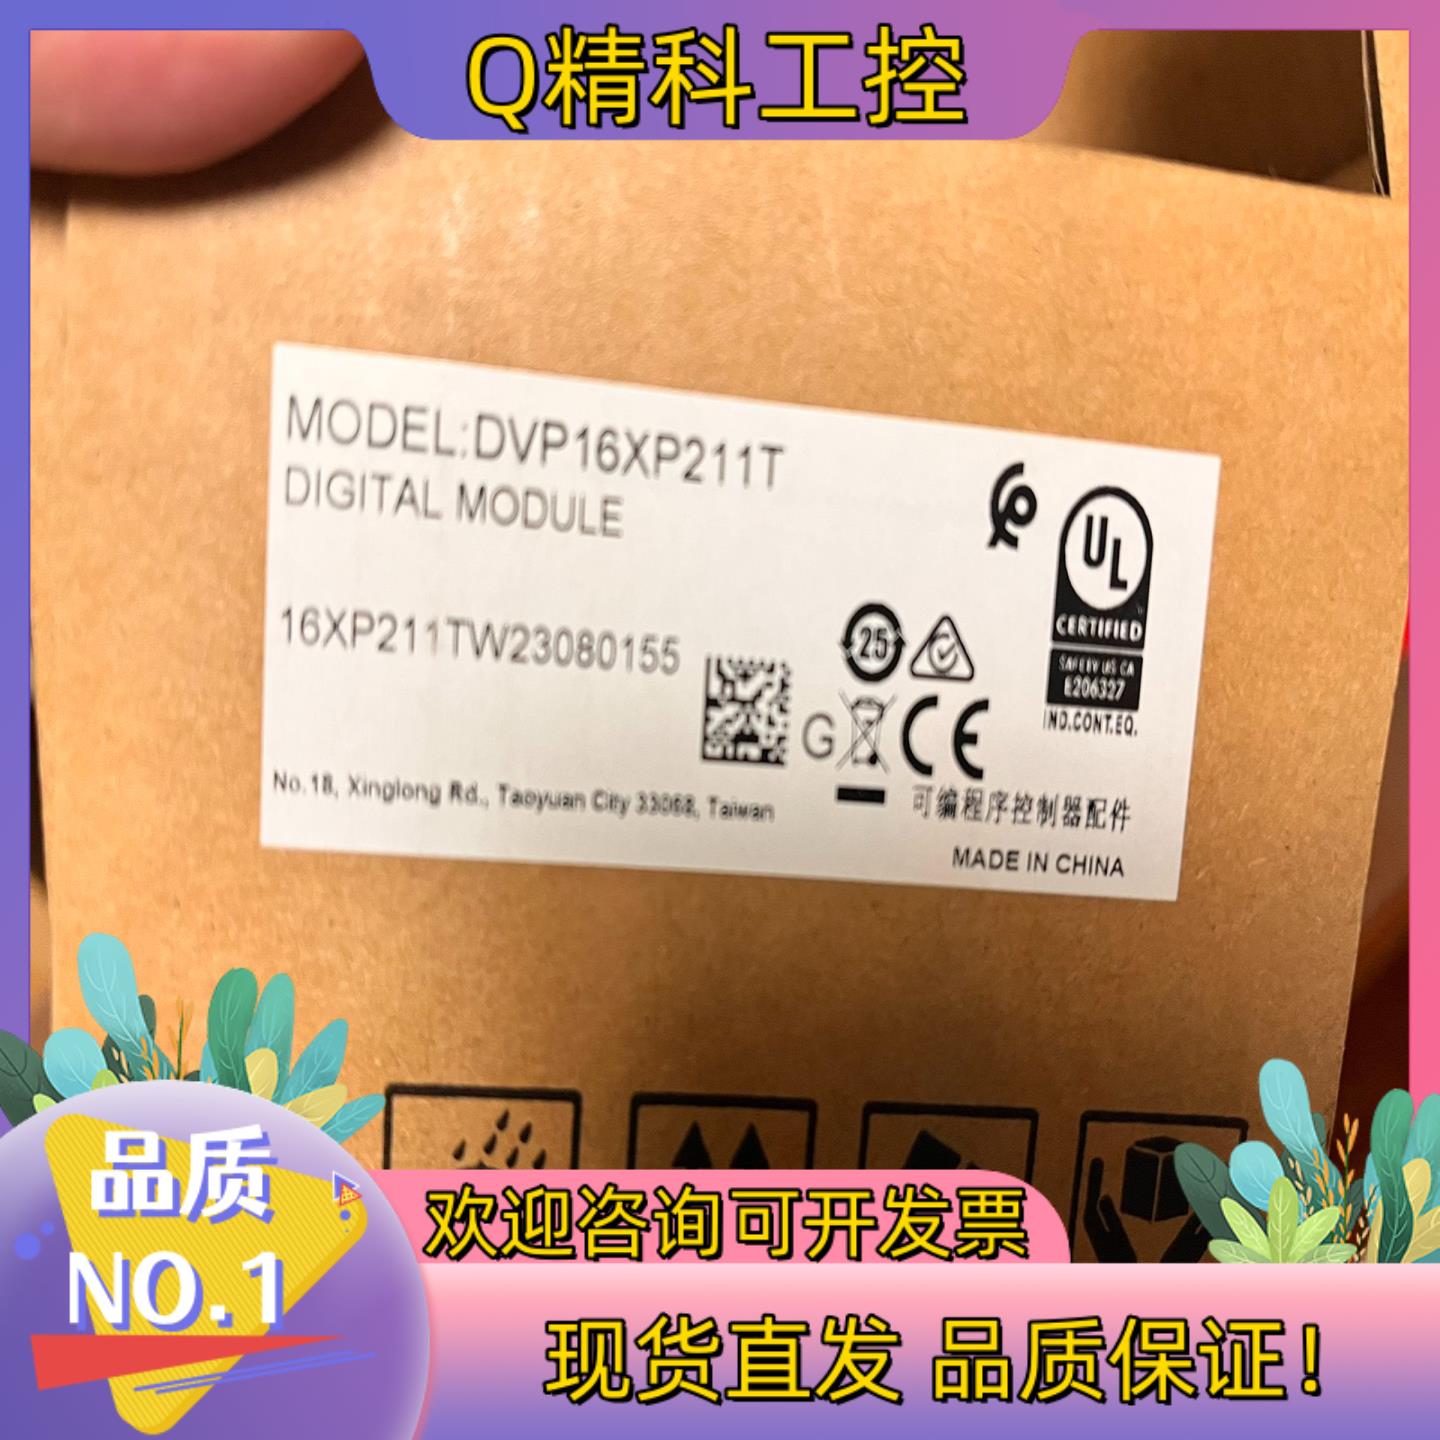 Q精科工控
MODEL:DVP16XP211T
DIGITAL MODULE
16XP211TW23080155
25
G
CE
UL
CERTIFIED
SAFETY US CA
E206327
IND.CONT.EQ.
No.18, Xinglong Rd., Taoyuan City 33068, Taiwan
可编程序控制器配件
MADE IN CHINA
品质
NO.1
欢迎咨询可开发票
现货直发 品质保证!